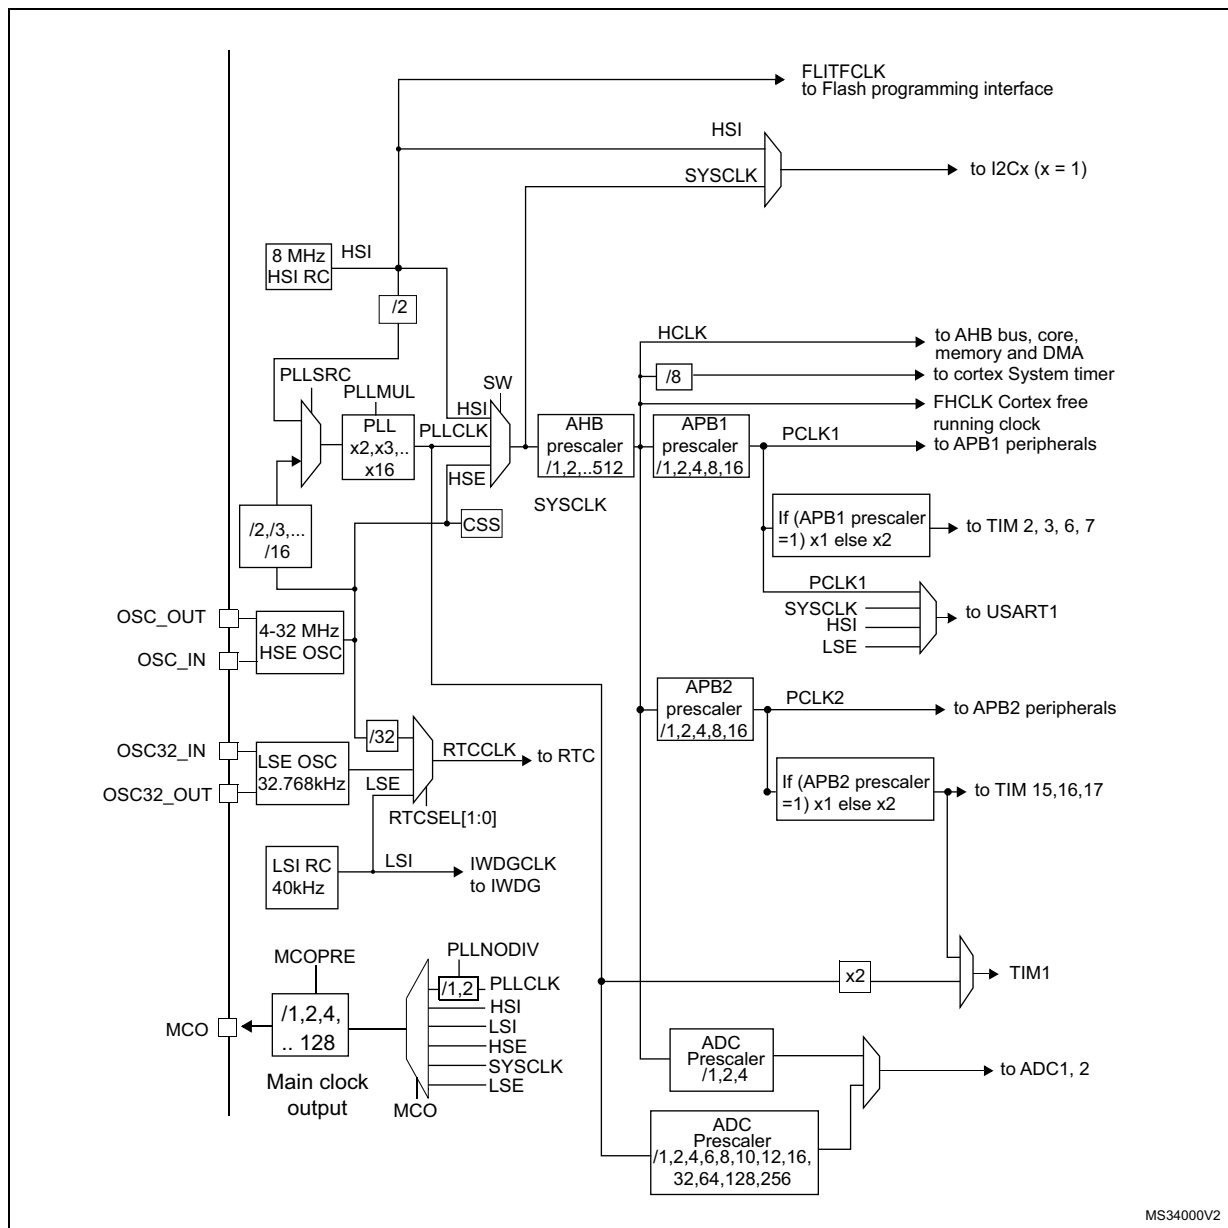 FLITFCLK
to Flash programming interface
HSI
SYSCLK
to I2Cx (x = 1)
8 MHz
HSI RC
HSI
/2
HCLK
to AHB bus, core,
memory and DMA
/8
to cortex System timer
FHCLK Cortex free
running clock
PLLSRC
PLLMUL
PLL
x2,x3,..
x16
SW
HSI
PLLCLK
HSE
AHB
prescaler
/1,2,..512
SYSCLK
APB1
prescaler
/1,2,4,8,16
PCLK1
to APB1 peripherals
/2,/3,...
/16
CSS
If (APB1 prescaler
=1) x1 else x2
to TIM 2, 3, 6, 7
PCLK1
SYSCLK
HSI
LSE
to USART1
OSC_OUT
OSC_IN
4-32 MHz
HSE OSC
APB2
prescaler
/1,2,4,8,16
PCLK2
to APB2 peripherals
OSC32_IN
OSC32_OUT
LSE OSC
32.768kHz
/32
LSE
RTCCLK
to RTC
RTCSEL[1:0]
If (APB2 prescaler
=1) x1 else x2
to TIM 15,16,17
LSI RC
40kHz
LSI
IWDGCLK
to IWDG
MCOPRE
PLLNODIV
/1,2
PLLCLK
HSI
LSI
HSE
SYSCLK
LSE
MCO
/1,2,4,
.. 128
Main clock
output
MCO
x2
TIM1
ADC
Prescaler
/1,2,4
to ADC1, 2
ADC
Prescaler
/1,2,4,6,8,10,12,16,
32,64,128,256
MS34000V2